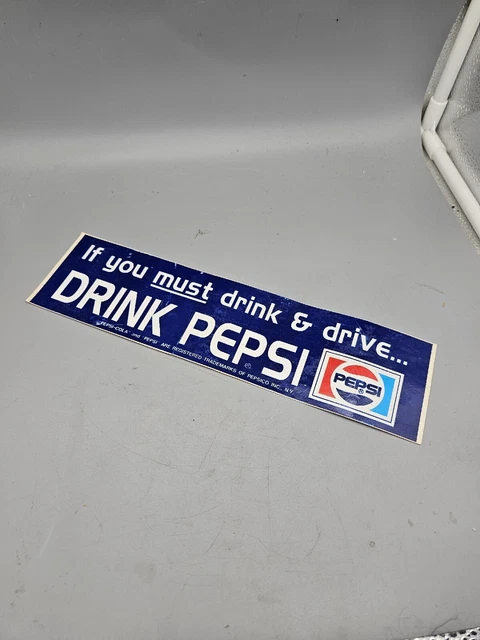 If you must drink & drive...
DRINK PEPSI
"PEPSI-COLA" and "PEPSI" ARE REGISTERED TRADEMARKS OF PEPSICO INC., N.Y.
PEPSI